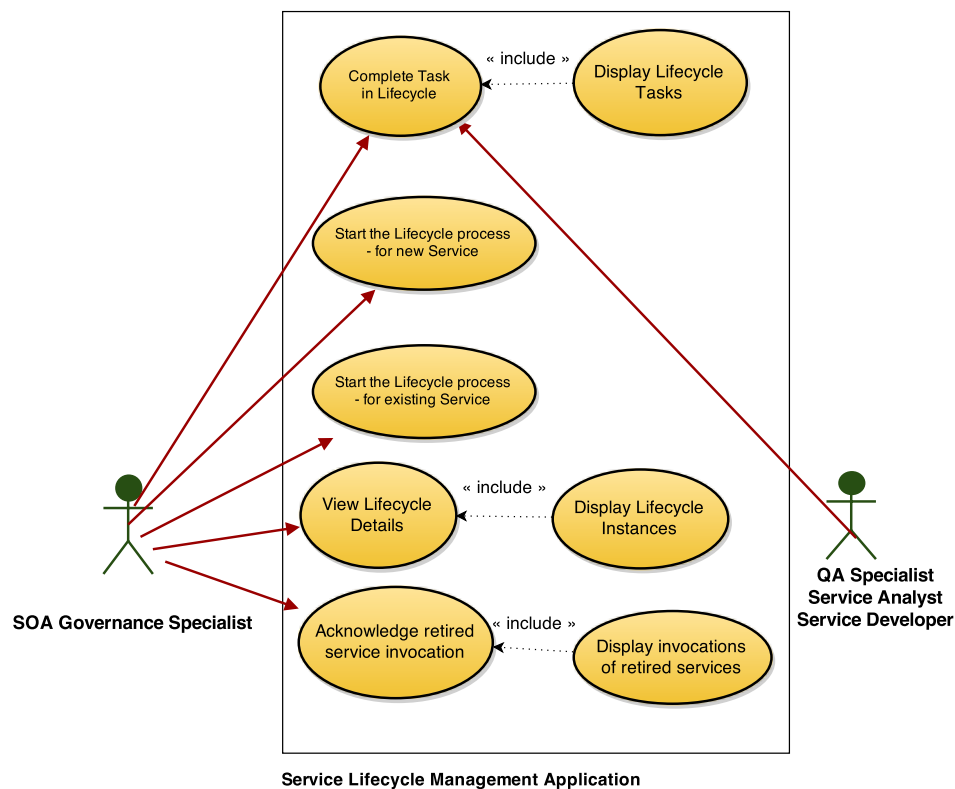 « include »
Complete Task
in Lifecycle
Display Lifecycle
Tasks
Start the Lifecycle process
- for new Service
Start the Lifecycle process
- for existing Service
« include »
View Lifecycle
Details
Display Lifecycle
Instances
QA Specialist
Service Analyst
Service Developer
SOA Governance Specialist
« include »
Acknowledge retired
service invocation
Display invocations
of retired services
Service Lifecycle Management Application